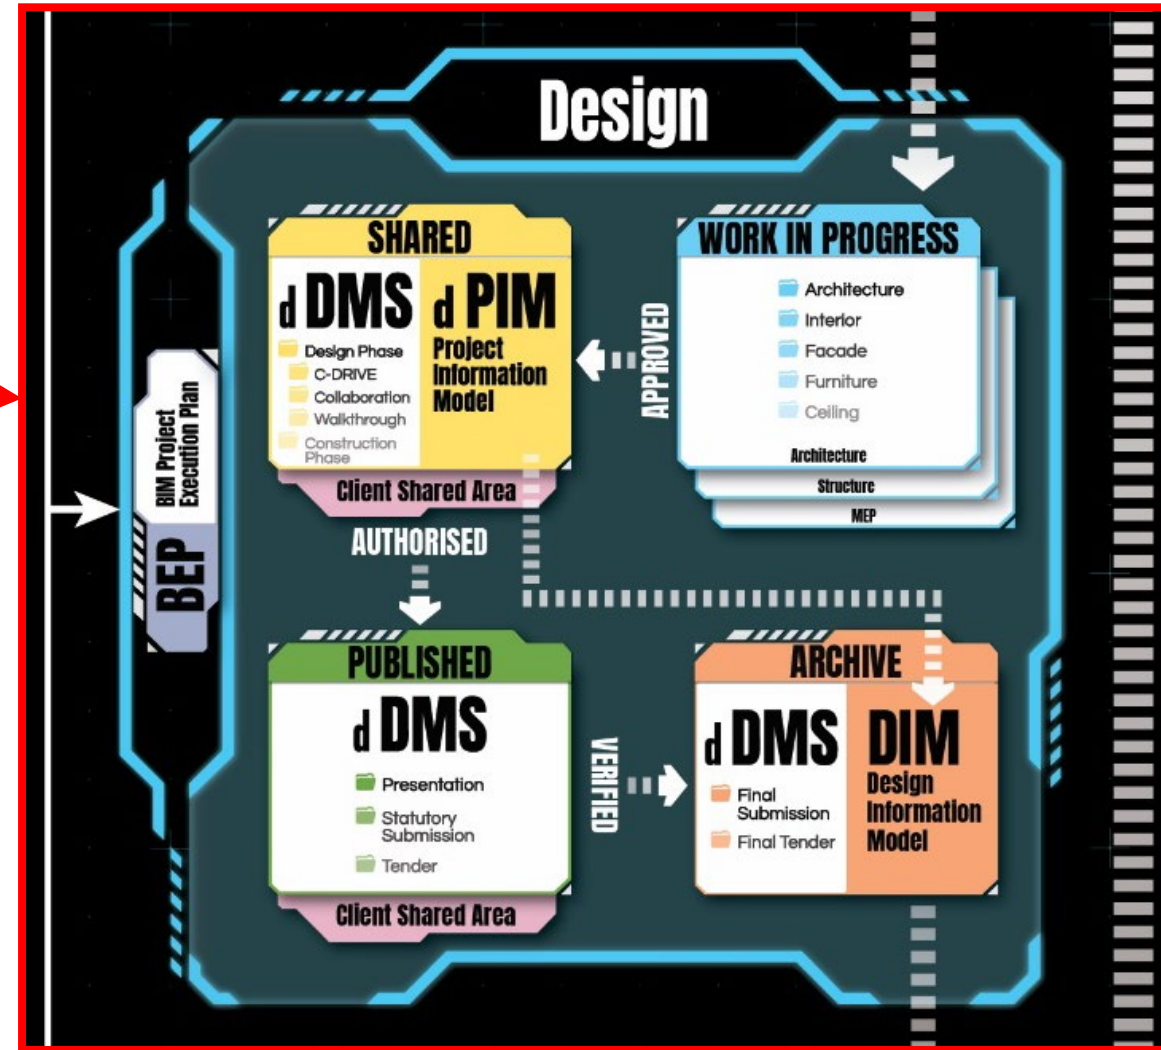 Design
SHARED
d DMS
Design Phase
C-DRIVE
Collaboration
Walkthrough
Construction
Phase
d PIM
Project
Information
Model
Client Shared Area
APPROVED
WORK IN PROGRESS
Architecture
Interior
Facade
Furniture
Ceiling
Architecture
Structure
MEP
BIM Project
Execution Plan
BEP
AUTHORISED
PUBLISHED
d DMS
Presentation
Statutory
Submission
Tender
Client Shared Area
VERIFIED
ARCHIVE
d DMS
Final
Submission
Final Tender
DIM
Design
Information
Model